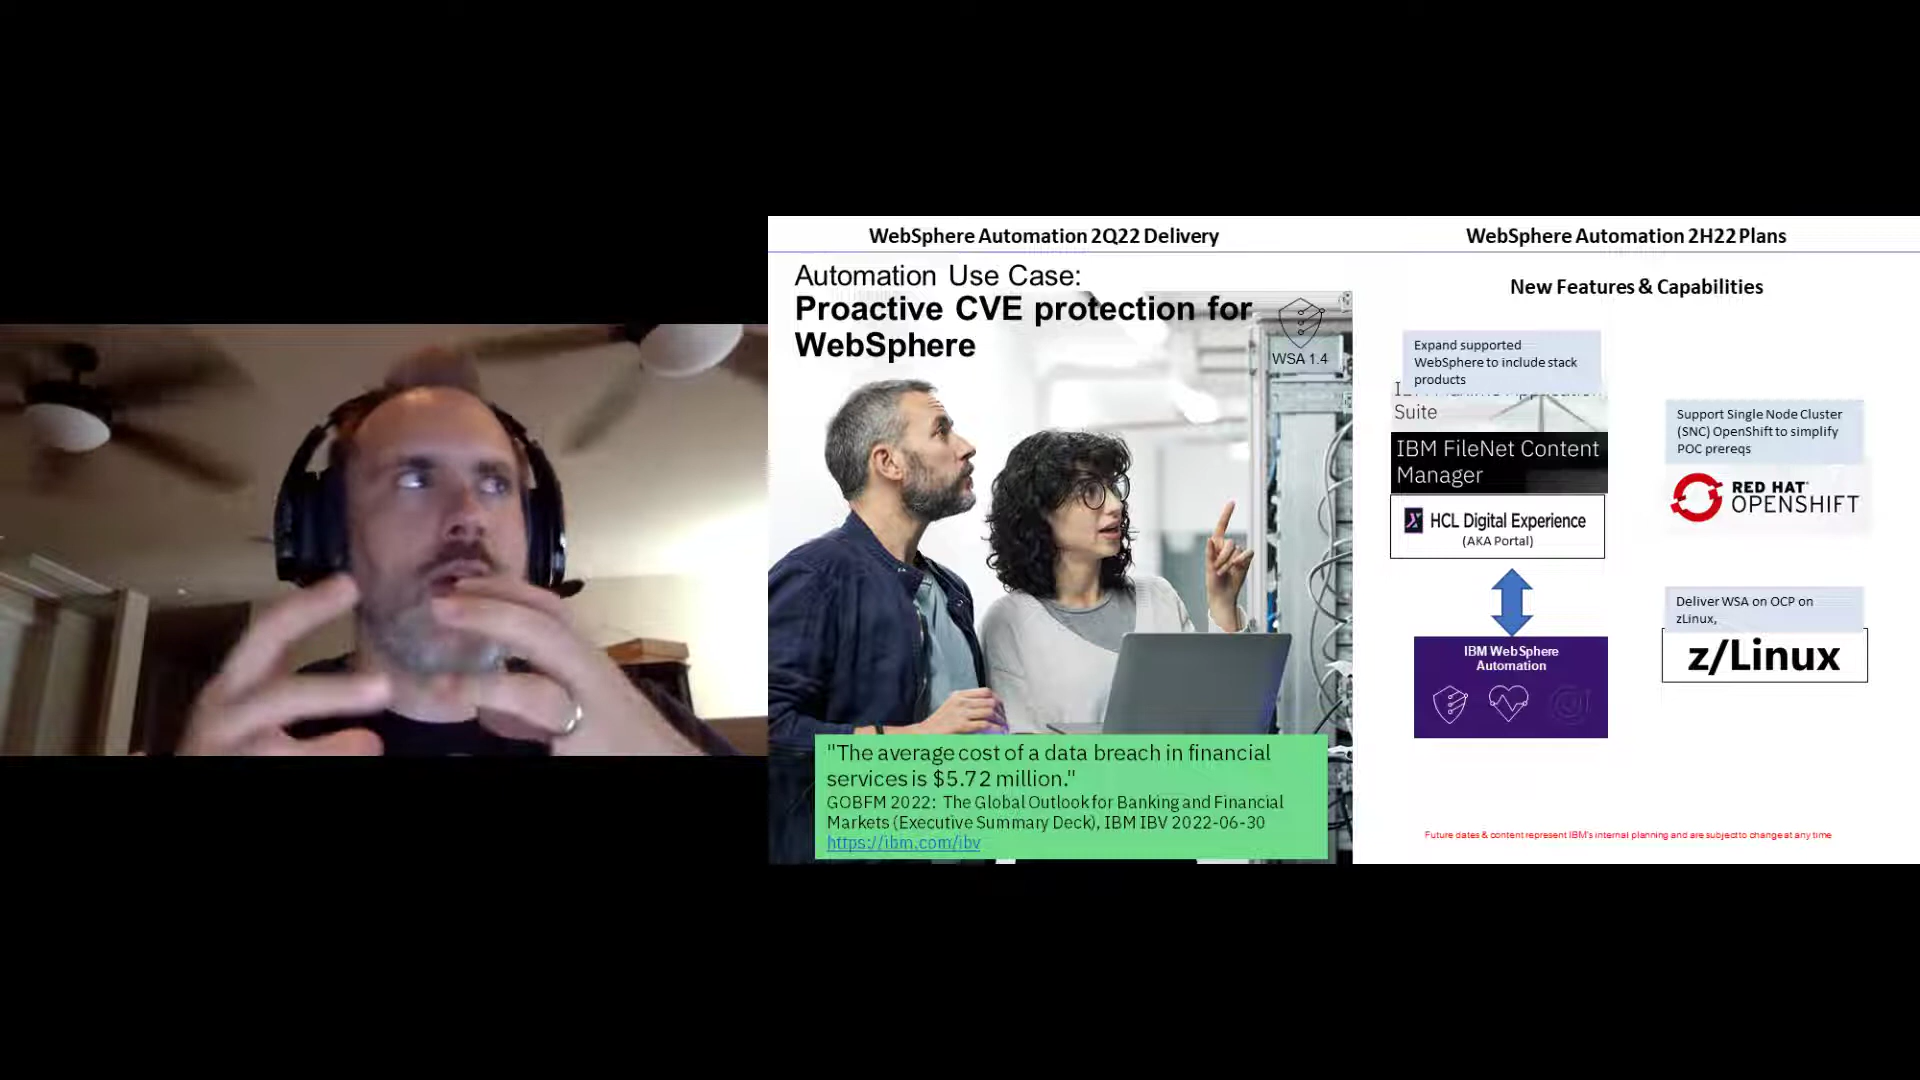 WebSphere Automation 2Q22 Delivery
WebSphere Automation 2H22 Plans
Automation Use Case:
Proactive CVE protection for
WebSphere
WSA 1.4
"The average cost of a data breach in financial
services is $5.72 million."
GOBFM 2022: The Global Outlook for Banking and Financial
Markets (Executive Summary Deck), IBM IBV 2022-06-30
https://ibm.com/ibv
New Features & Capabilities
Expand supported
WebSphere to include stack
products
Suite
IBM FileNet Content
Manager
HCL Digital Experience
(AKA Portal)
IBM WebSphere
Automation
Support Single Node Cluster
(SNC) OpenShift to simplify
POC prereqs
RED HAT
OPENSHIFT
Deliver WSA on OCP on
zLinux,
z/Linux
Future dates & content represent IBM's internal planning and are subject to change at any time